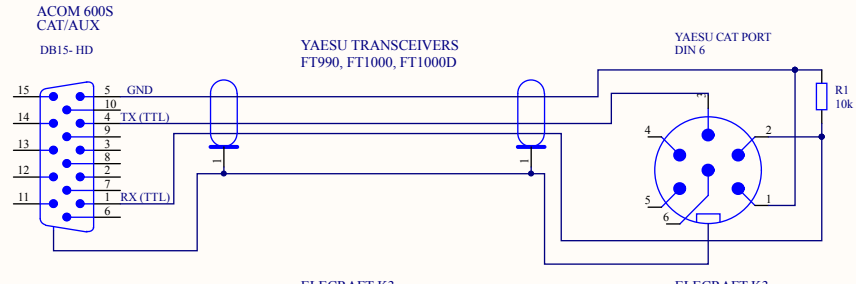 ACOM 600S
CAT/AUX
DB15- HD
YAESU TRANSCEIVERS
FT990, FT1000, FT1000D
YAESU CAT PORT
DIN 6
15
5 GND
10
14
4 TX (TTL)
9
13
3
8
12
2
7
11
1 RX (TTL)
6
1
1
3
4
2
5
6
1
R1
10k